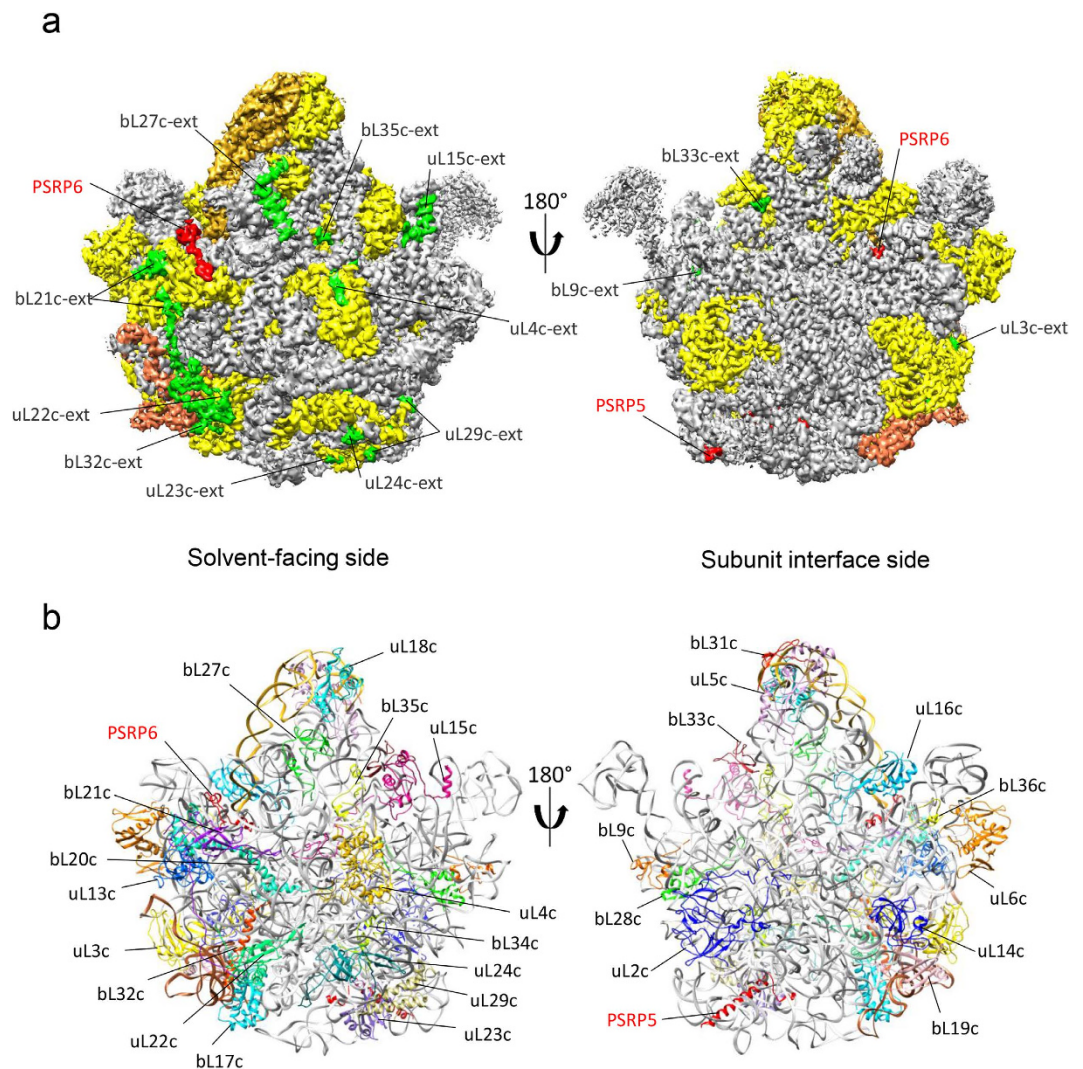 a
bL27c-ext
bL35c-ext
uL15c-ext
PSRP6
bL21c-ext
uL4c-ext
uL22c-ext
bL32c-ext
uL29c-ext
uL23c-ext
uL24c-ext
180°
bL33c-ext
PSRP6
bL9c-ext
uL3c-ext
PSRP5
Solvent-facing side
Subunit interface side
b
uL18c
bL27c
bL35c
uL15c
PSRP6
bL21c
bL20c
uL13c
uL4c
uL3c
bL34c
bL32c
uL24c
uL29c
uL22c
uL23c
bL17c
180°
bL31c
uL5c
bL33c
uL16c
bL36c
bL9c
uL6c
bL28c
uL14c
uL2c
PSRP5
bL19c